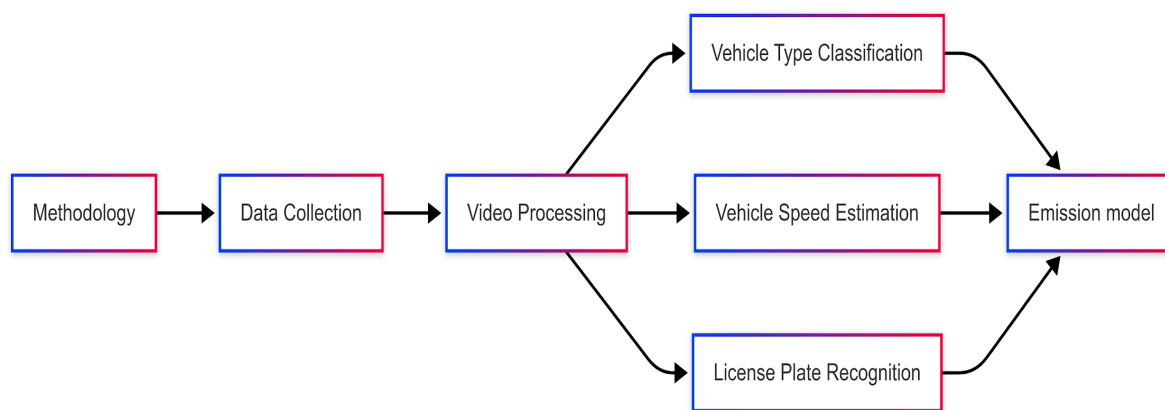 Methodology
Data Collection
Video Processing
Vehicle Type Classification
Vehicle Speed Estimation
License Plate Recognition
Emission model